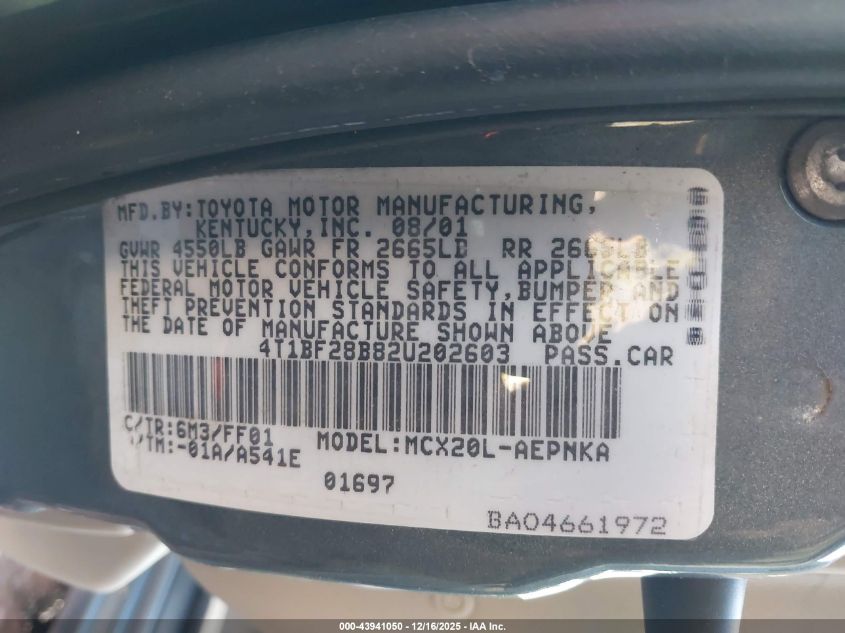 MFD.BY:TOYOTA MOTOR MANUFACTURING,
KENTUCKY,INC. 08/01
GVWR 4550LB GAWR FR 2665LB RR 2665LB
THIS VEHICLE CONFORMS TO ALL APPLICABLE
FEDERAL MOTOR VEHICLE SAFETY,BUMPER AND
THEFT PREVENTION STANDARDS IN EFFECT ON
THE DATE OF MANUFACTURE SHOWN ABOVE
4T1BF28B82U202603 PASS.CAR
C/TR:6M3/FF01
MODEL:MCX20L-AEPNKA
/TM:-01A/A541E
01697
BA04661972
000-43941050 - 12/16/2025 - IAA Inc.